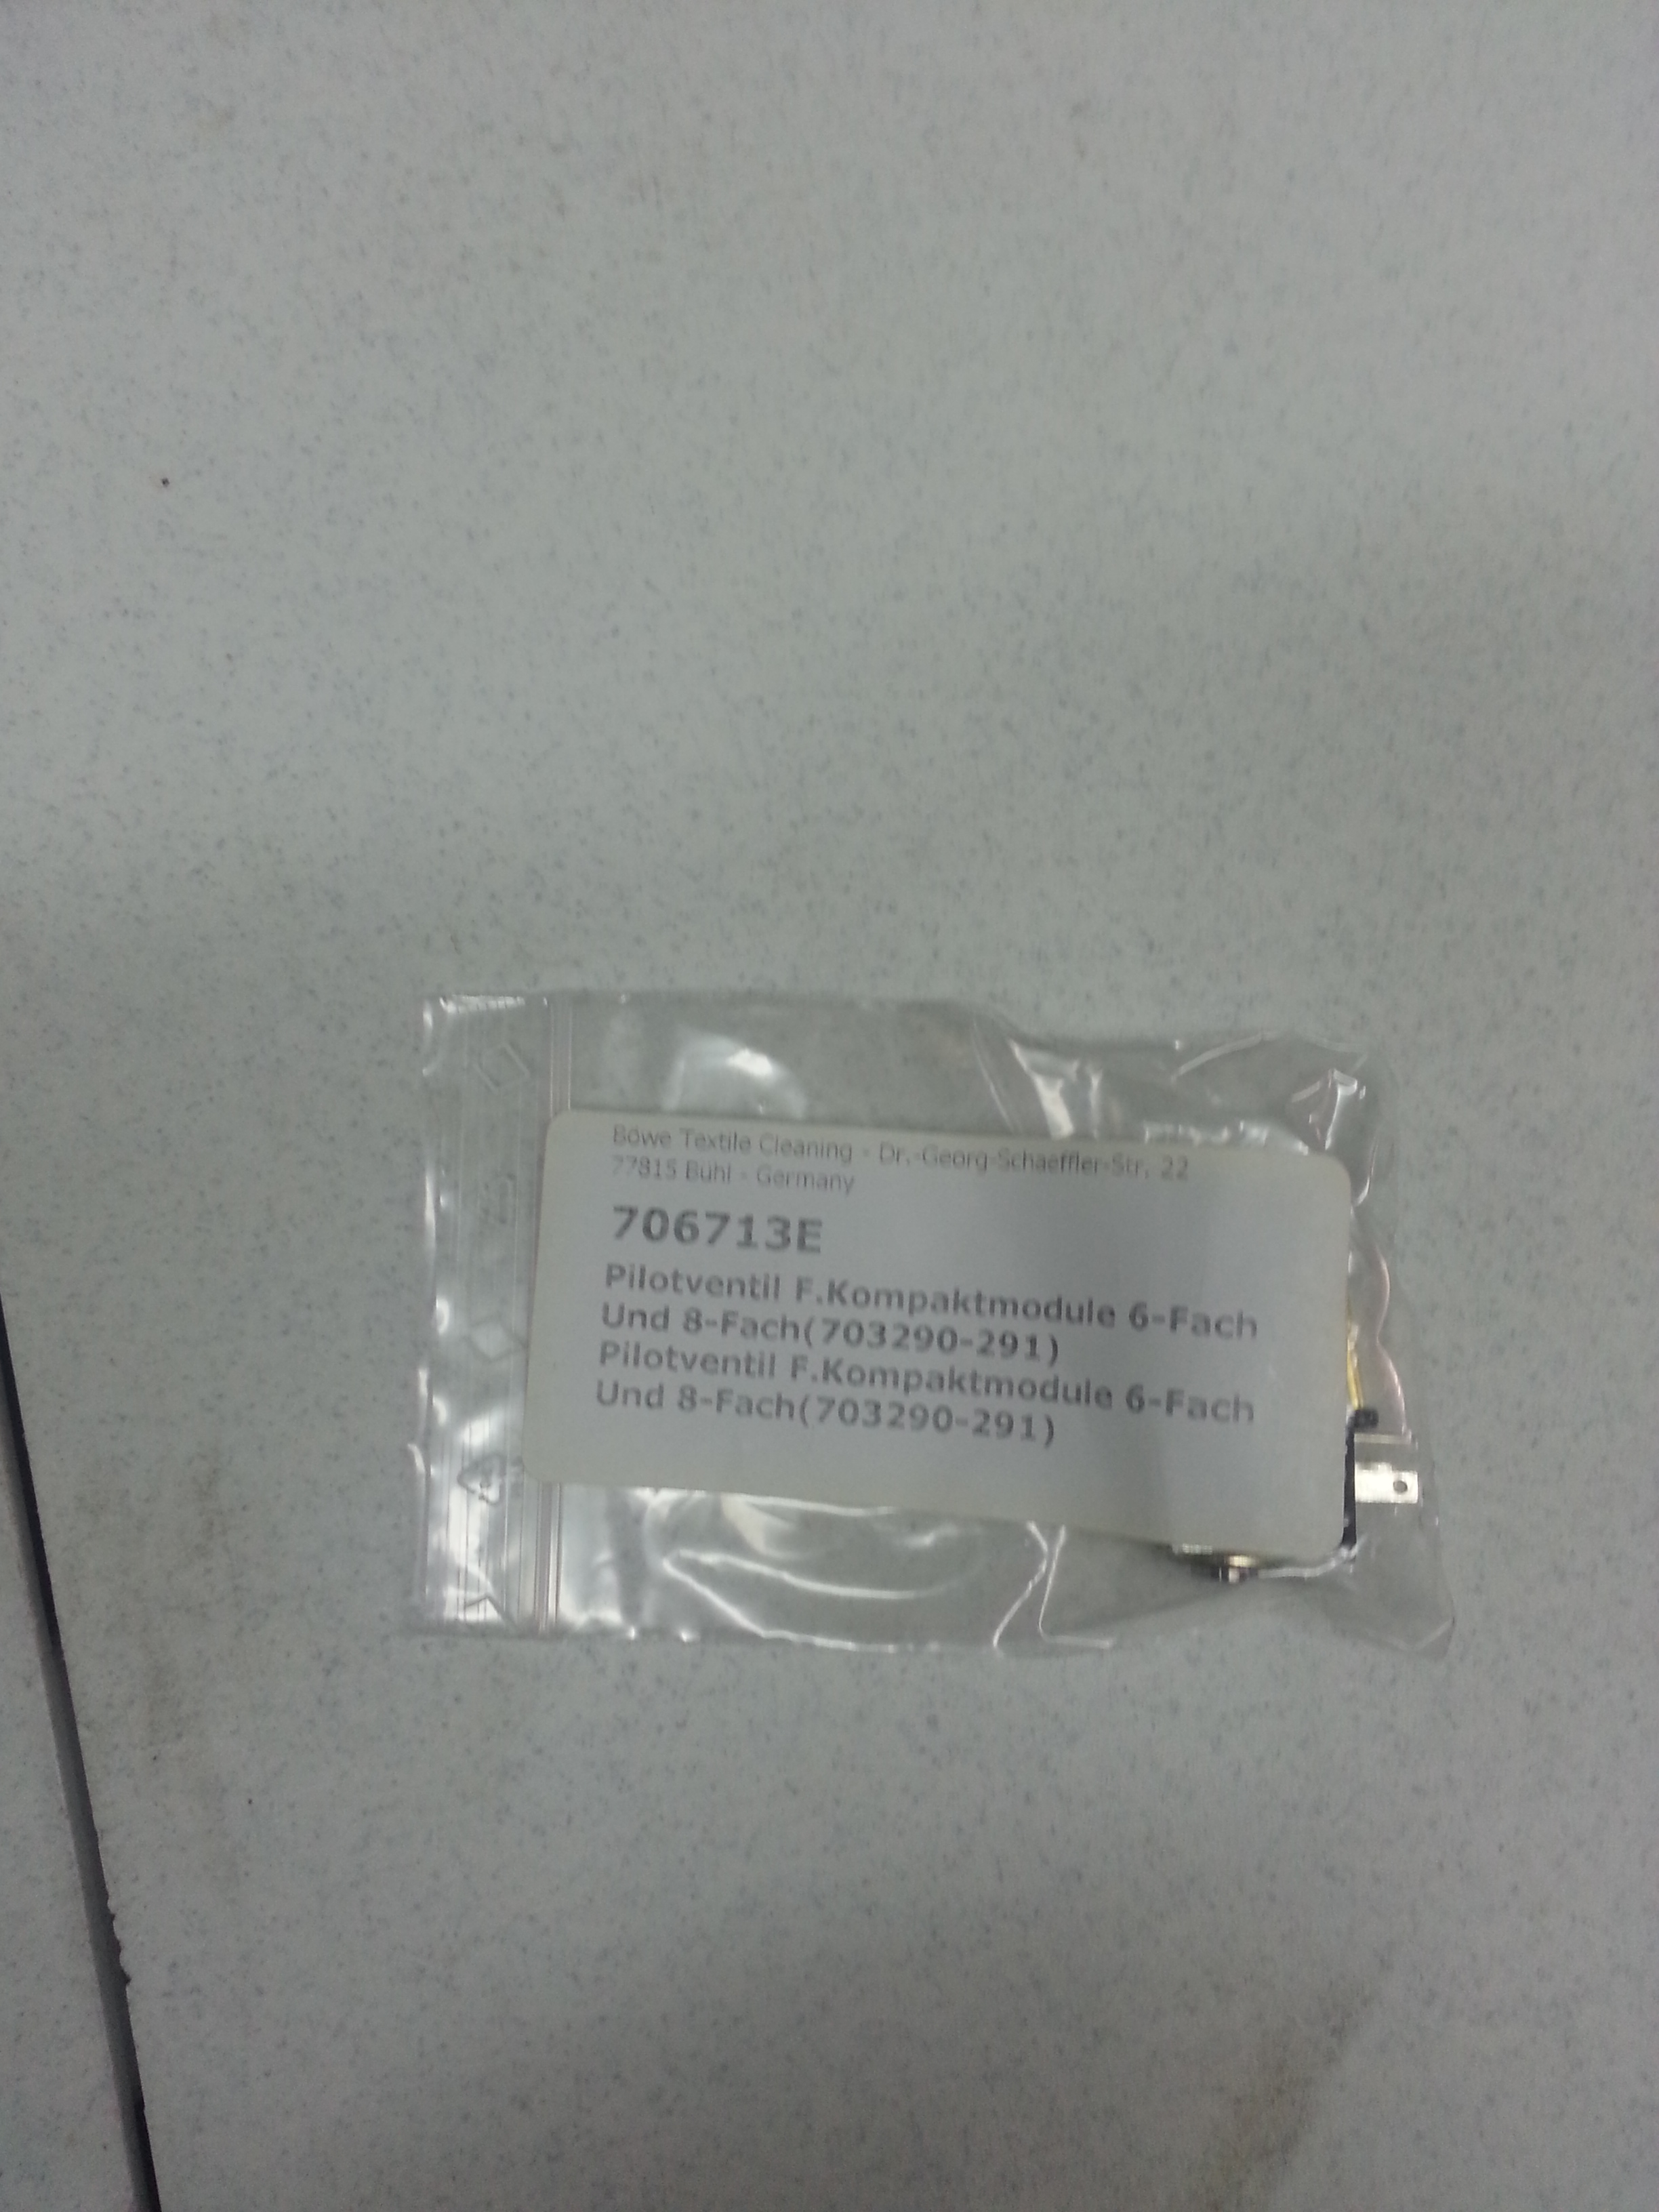 Böwe Textile Cleaning - Dr.-Georg-Schaeffler-Str. 22
77815 Bühl - Germany
706713E
Pilotventil F.Kompaktmodule 6-Fach
Und 8-Fach(703290-291)
Pilotventil F.Kompaktmodule 6-Fach
Und 8-Fach(703290-291)